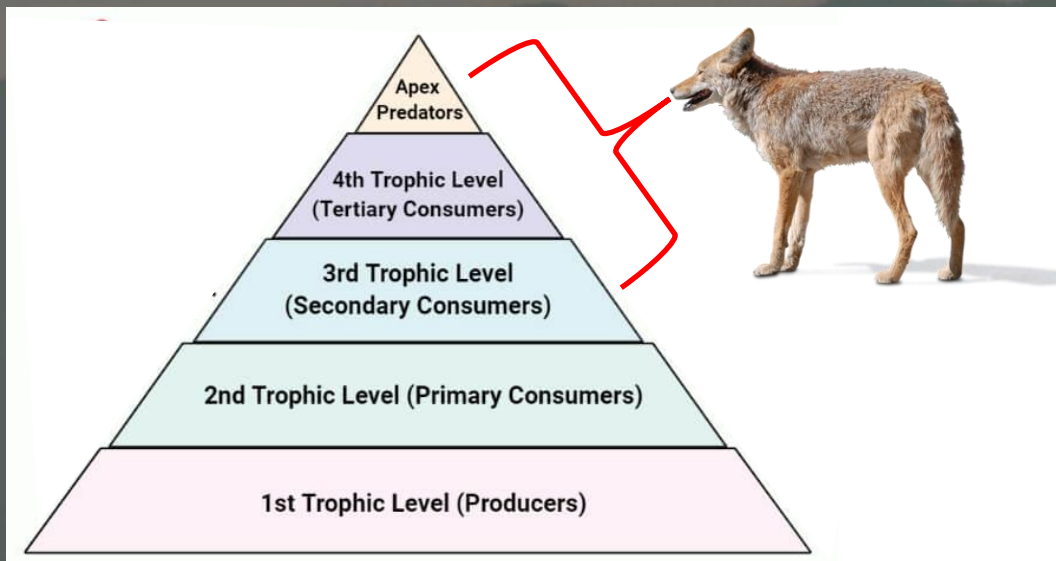 Apex
Predators
4th Trophic Level
(Tertiary Consumers)
3rd Trophic Level
(Secondary Consumers)
2nd Trophic Level (Primary Consumers)
1st Trophic Level (Producers)